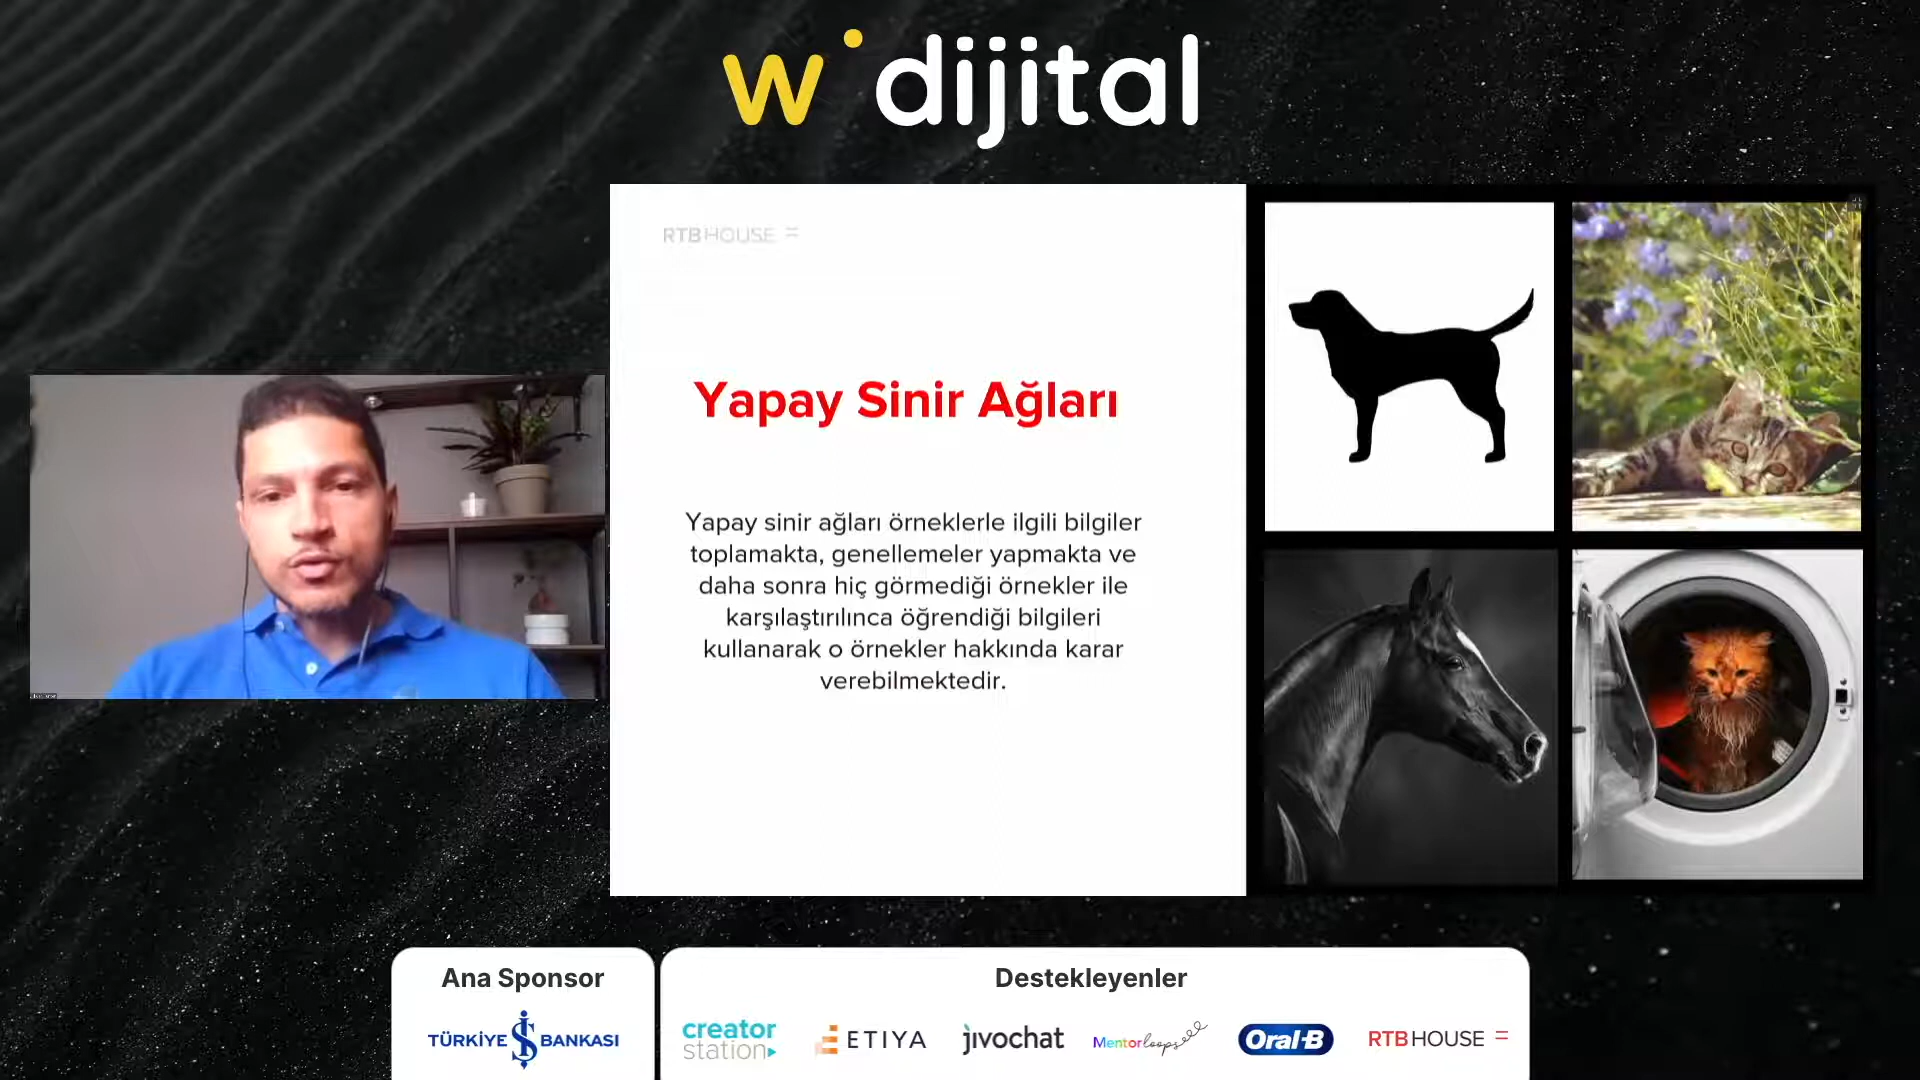 w dijital
RTBHOUSE
Yapay Sinir Ağları
Yapay sinir ağları örneklerle ilgili bilgiler
toplamakta, genellemeler yapmakta ve
daha sonra hiç görmediği örnekler ile
karşılaştırılınca öğrendiği bilgileri
kullanarak o örnekler hakkında karar
verebilmektedir.
Ana Sponsor
TÜRKİYE İŞ BANKASI
Destekleyenler
creator
station
ETIYA
jivochat
Mentorloops
Oral-B
RTBHOUSE